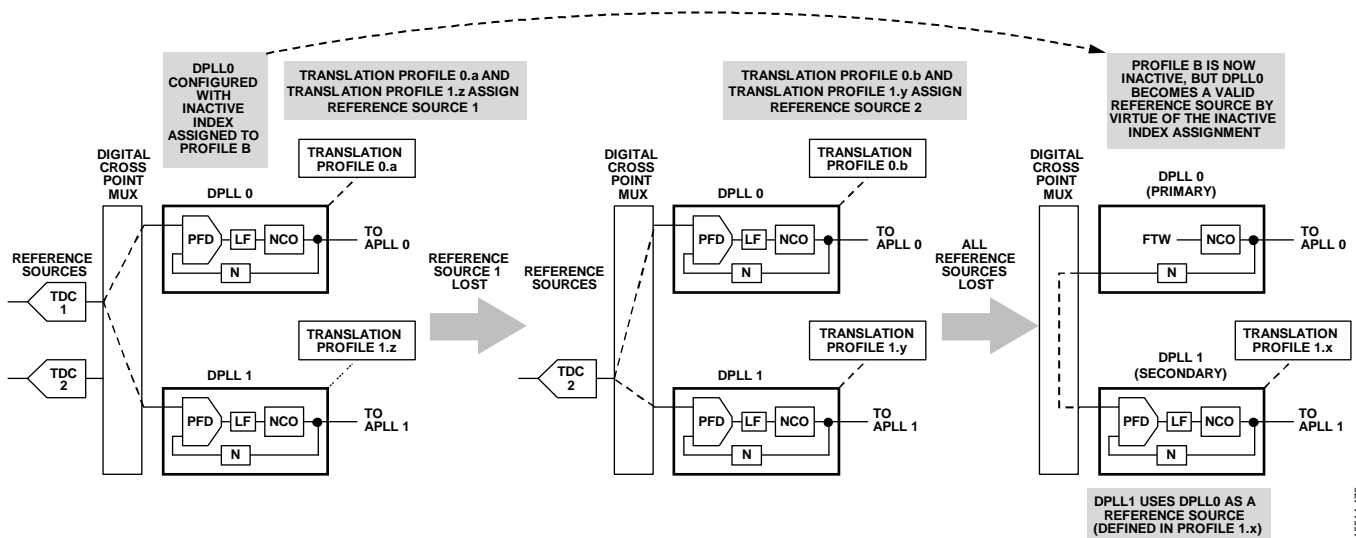 DPLL0
CONFIGURED
WITH
INACTIVE
INDEX
ASSIGNED TO
PROFILE B
TRANSLATION PROFILE 0.a AND
TRANSLATION PROFILE 1.z ASSIGN
REFERENCE SOURCE 1
TRANSLATION PROFILE 0.b AND
TRANSLATION PROFILE 1.y ASSIGN
REFERENCE SOURCE 2
PROFILE B IS NOW
INACTIVE, BUT DPLL0
BECOMES A VALID
REFERENCE SOURCE BY
VIRTUE OF THE INACTIVE
INDEX ASSIGNMENT
DIGITAL
CROSS
POINT
MUX
TRANSLATION
PROFILE 0.a
DPLL 0
PFD
LF
NCO
N
TO
APLL 0
REFERENCE
SOURCES
TDC
1
TDC
2
TRANSLATION
PROFILE 1.z
DPLL 1
PFD
LF
NCO
N
TO
APLL 1
REFERENCE
SOURCE 1
LOST
DIGITAL
CROSS
POINT
MUX
TRANSLATION
PROFILE 0.b
DPLL 0
PFD
LF
NCO
N
TO
APLL 0
REFERENCE
SOURCES
TDC
2
TRANSLATION
PROFILE 1.y
DPLL 1
PFD
LF
NCO
N
TO
APLL 1
ALL
REFERENCE
SOURCES
LOST
DIGITAL
CROSS
POINT
MUX
DPLL 0
(PRIMARY)
FTW
NCO
N
TO
APLL 0
TRANSLATION
PROFILE 1.x
DPLL 1
(SECONDARY)
PFD
LF
NCO
N
TO
APLL 1
DPLL1 USES DPLL0 AS A
REFERENCE SOURCE
(DEFINED IN PROFILE 1.x)